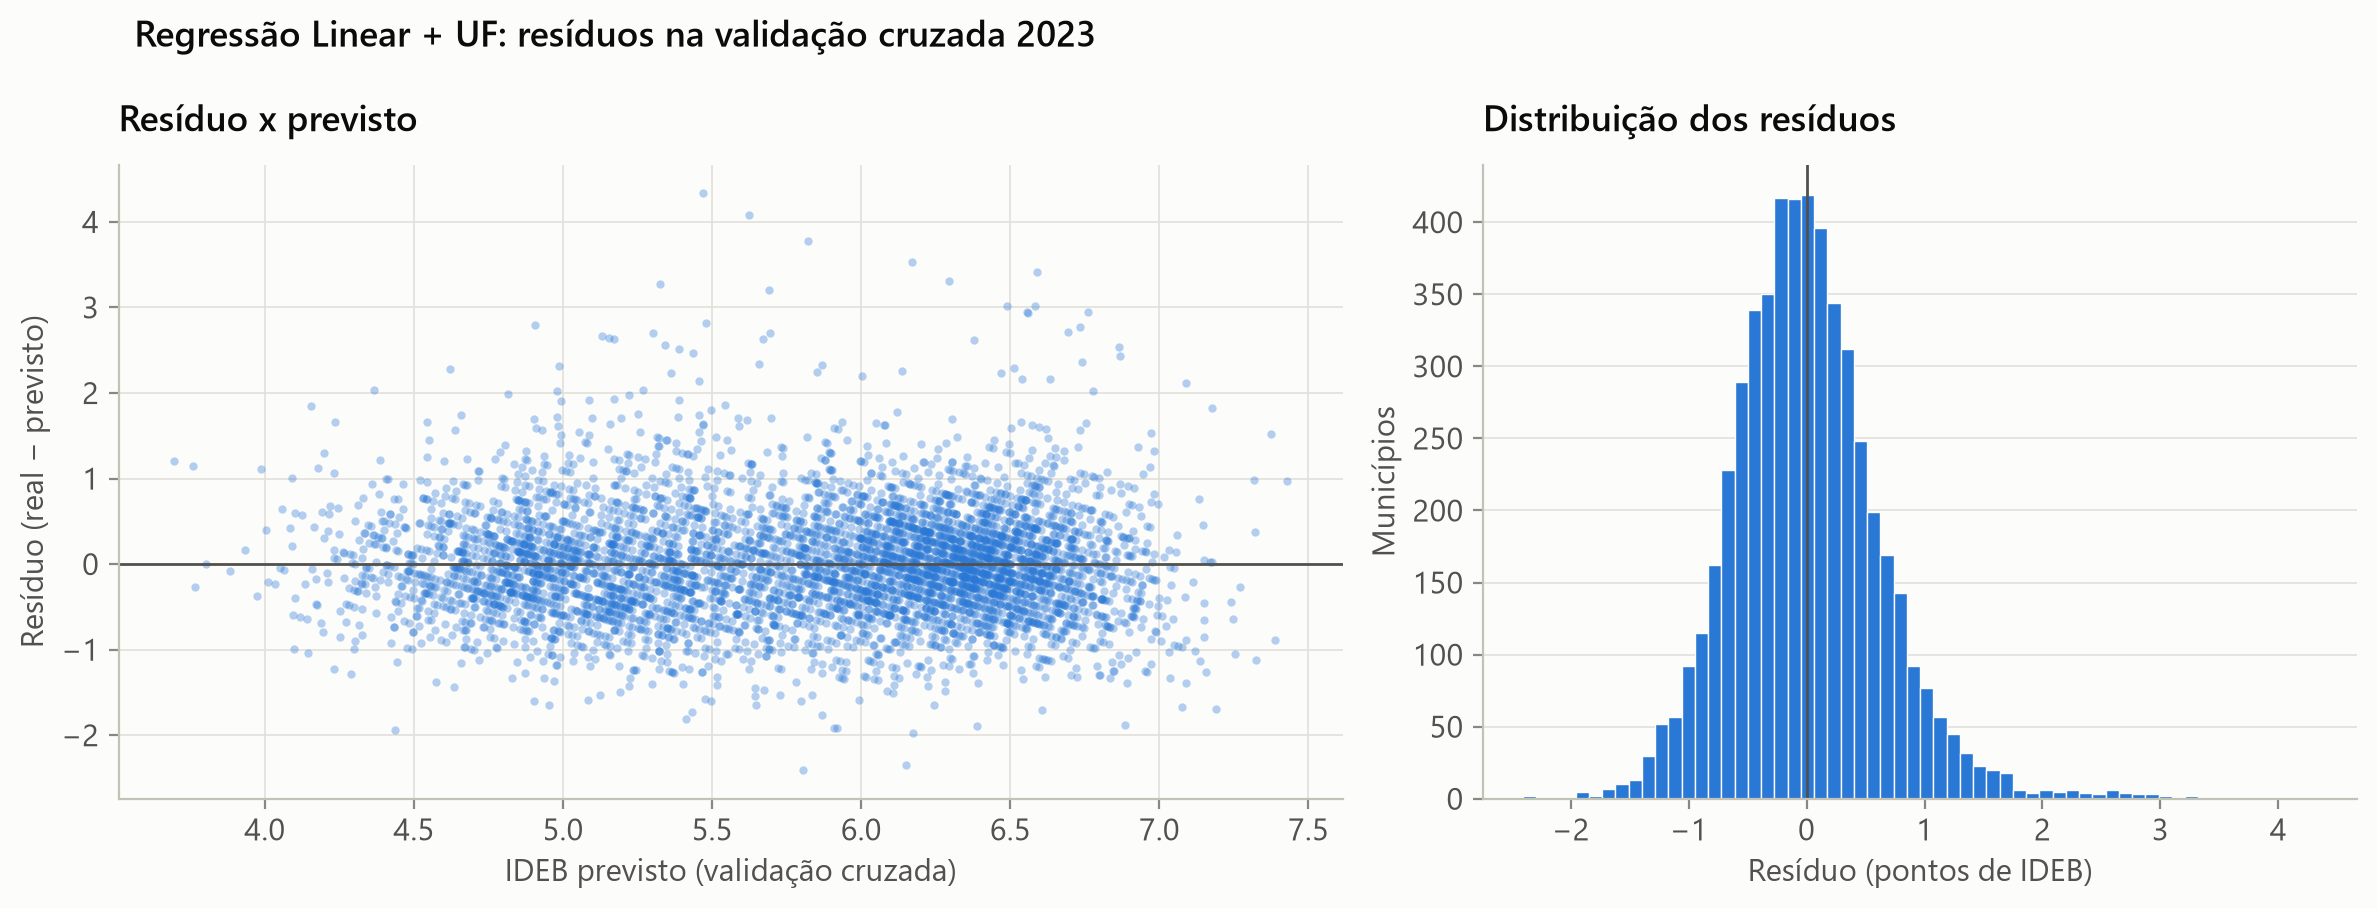 Regressão Linear + UF: resíduos na validação cruzada 2023
Resíduo x previsto
Resíduo (real − previsto)
4
3
2
1
0
−1
−2
4.0 4.5 5.0 5.5 6.0 6.5 7.0 7.5
IDEB previsto (validação cruzada)
Distribuição dos resíduos
Municípios
400
350
300
250
200
150
100
50
0
−2 −1 0 1 2 3 4
Resíduo (pontos de IDEB)